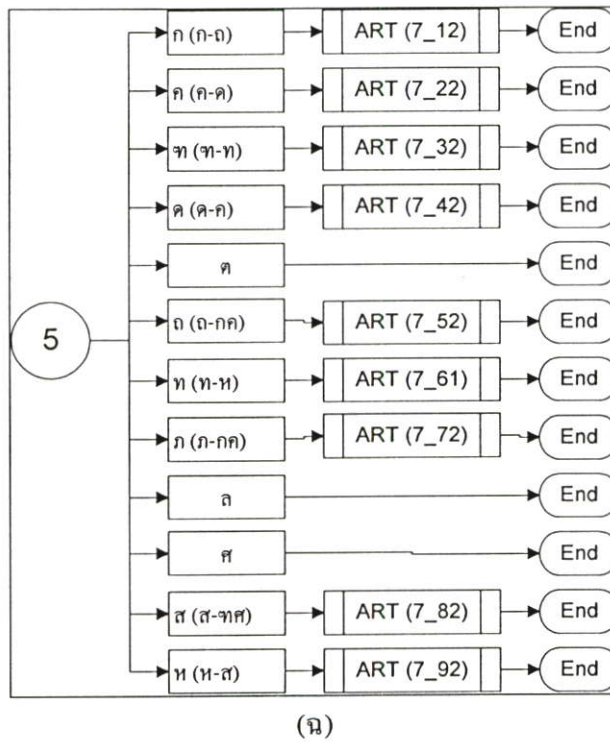 ก (ก-ถ) ART (7_12) End
ค (ค-ด) ART (7_22) End
ฑ (ฑ-ท) ART (7_32) End
ด (ด-ค) ART (7_42) End
ต End
5
ถ (ถ-กค) ART (7_52) End
ท (ท-ห) ART (7_61) End
ภ (ภ-กค) ART (7_72) End
ล End
ศ End
ส (ส-ฑศ) ART (7_82) End
ห (ห-ส) ART (7_92) End
(ฉ)